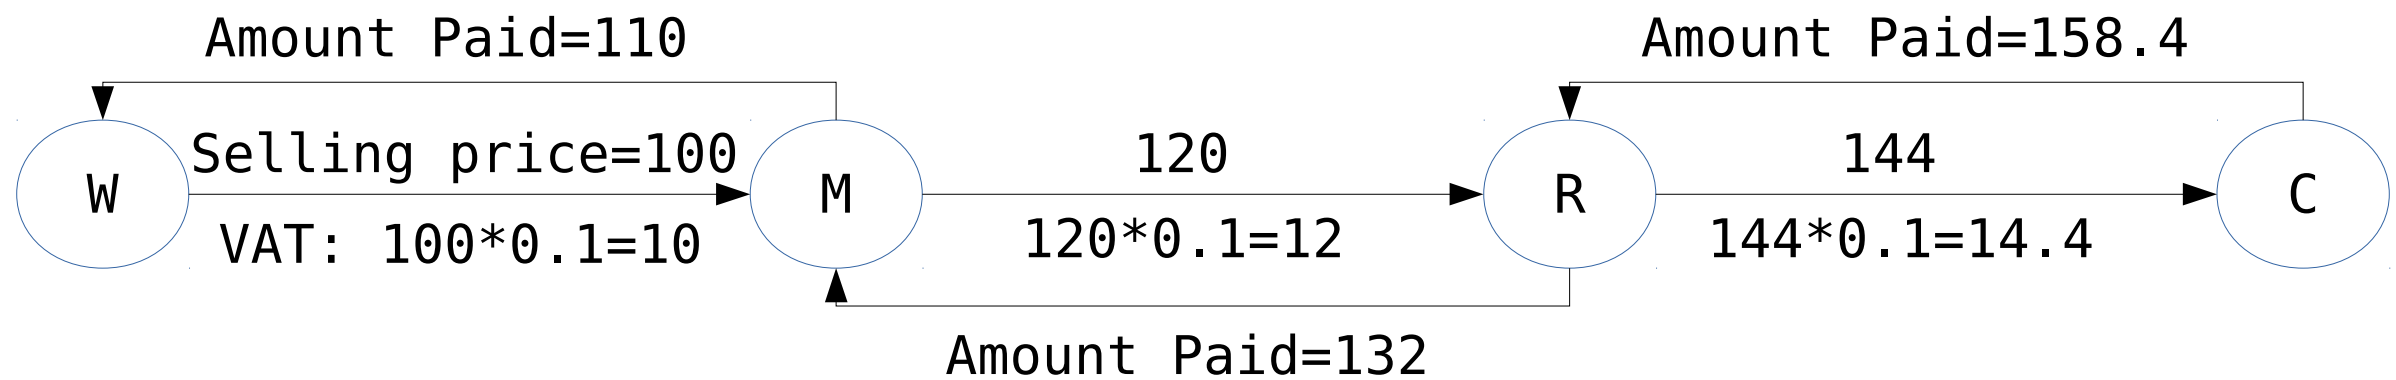 Amount Paid=110
Amount Paid=158.4
Selling price=100
120
144
W
M
R
C
VAT: 100*0.1=10
120*0.1=12
144*0.1=14.4
Amount Paid=132